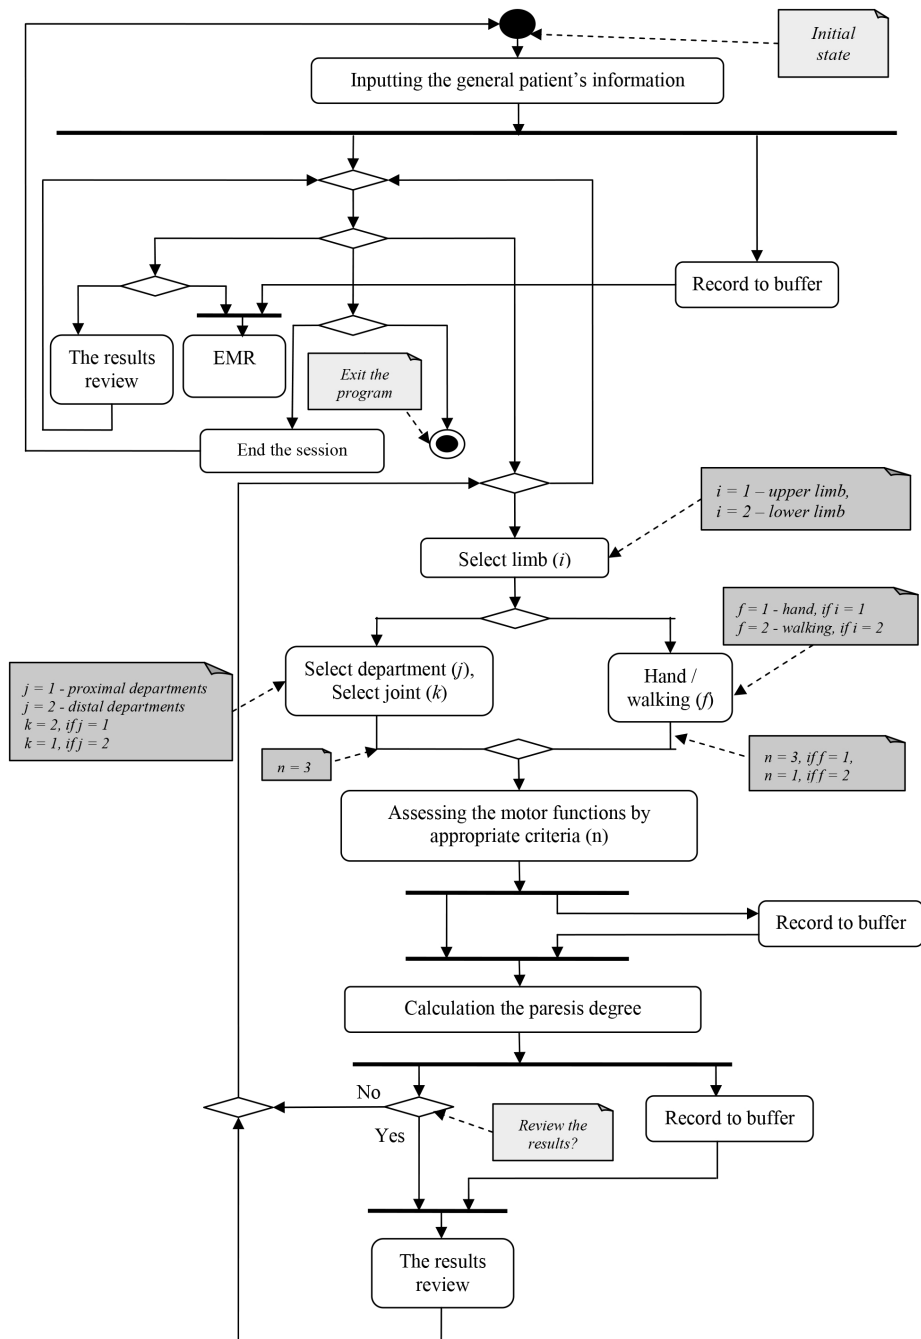 Initial
state
Inputting the general patient’s information
Record to buffer
The results
review
EMR
Exit the
program
End the session
i = 1 – upper limb,
i = 2 – lower limb
Select limb (i)
f = 1 - hand, if i = 1
f = 2 - walking, if i = 2
Select department (j),
Select joint (k)
Hand /
walking (f)
j = 1 - proximal departments
j = 2 - distal departments
k = 2, if j = 1
k = 1, if j = 2
n = 3
n = 3, if f = 1,
n = 1, if f = 2
Assessing the motor functions by
appropriate criteria (n)
Record to buffer
Calculation the paresis degree
No
Yes
Review the
results?
Record to buffer
The results
review